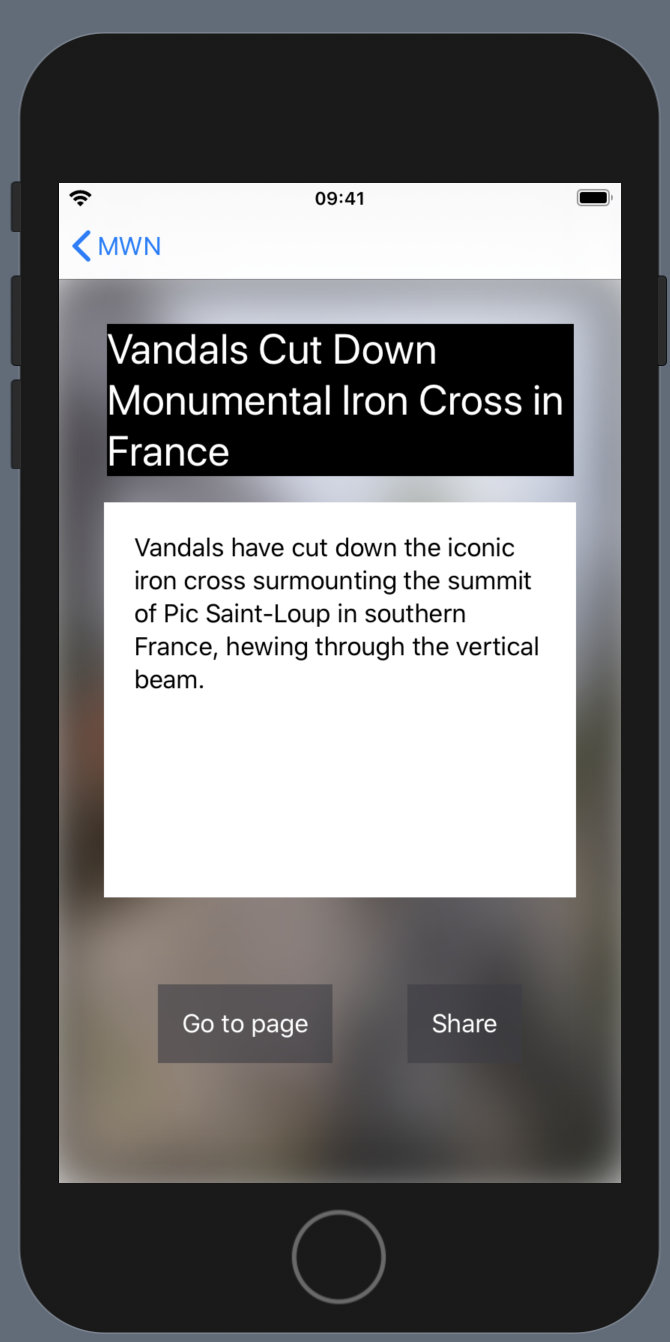 09:41
MWN
Vandals Cut Down
Monumental Iron Cross in
France
Vandals have cut down the iconic
iron cross surmounting the summit
of Pic Saint-Loup in southern
France, hewing through the vertical
beam.
Go to page
Share